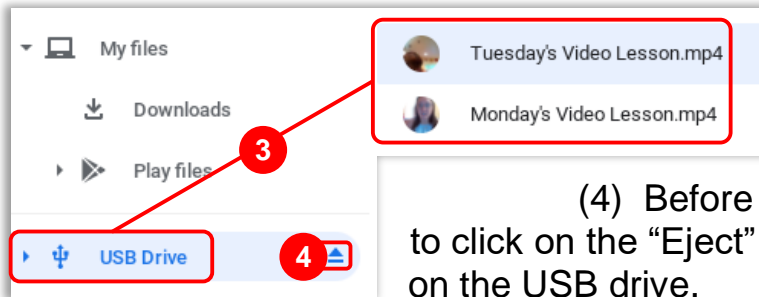 My files
Downloads
Play files
3
USB Drive
4
Tuesday's Video Lesson.mp4
Monday's Video Lesson.mp4
(4) Before
to click on the “Eject”
on the USB drive.